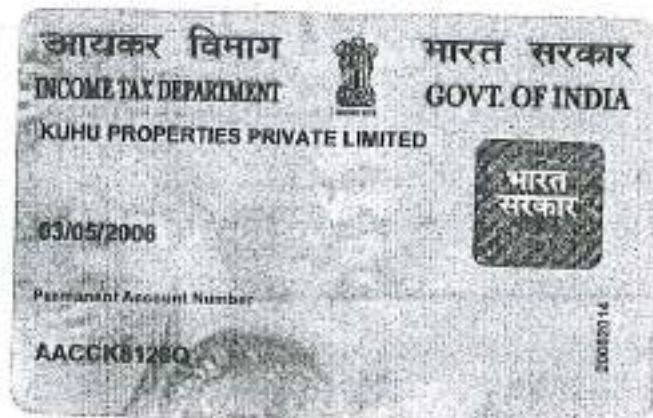 आयकर विभाग
भारत सरकार
INCOME TAX DEPARTMENT
GOVT. OF INDIA
KUHU PROPERTIES PRIVATE LIMITED
भारत
सरकार
03/05/2006
Permanent Account Number